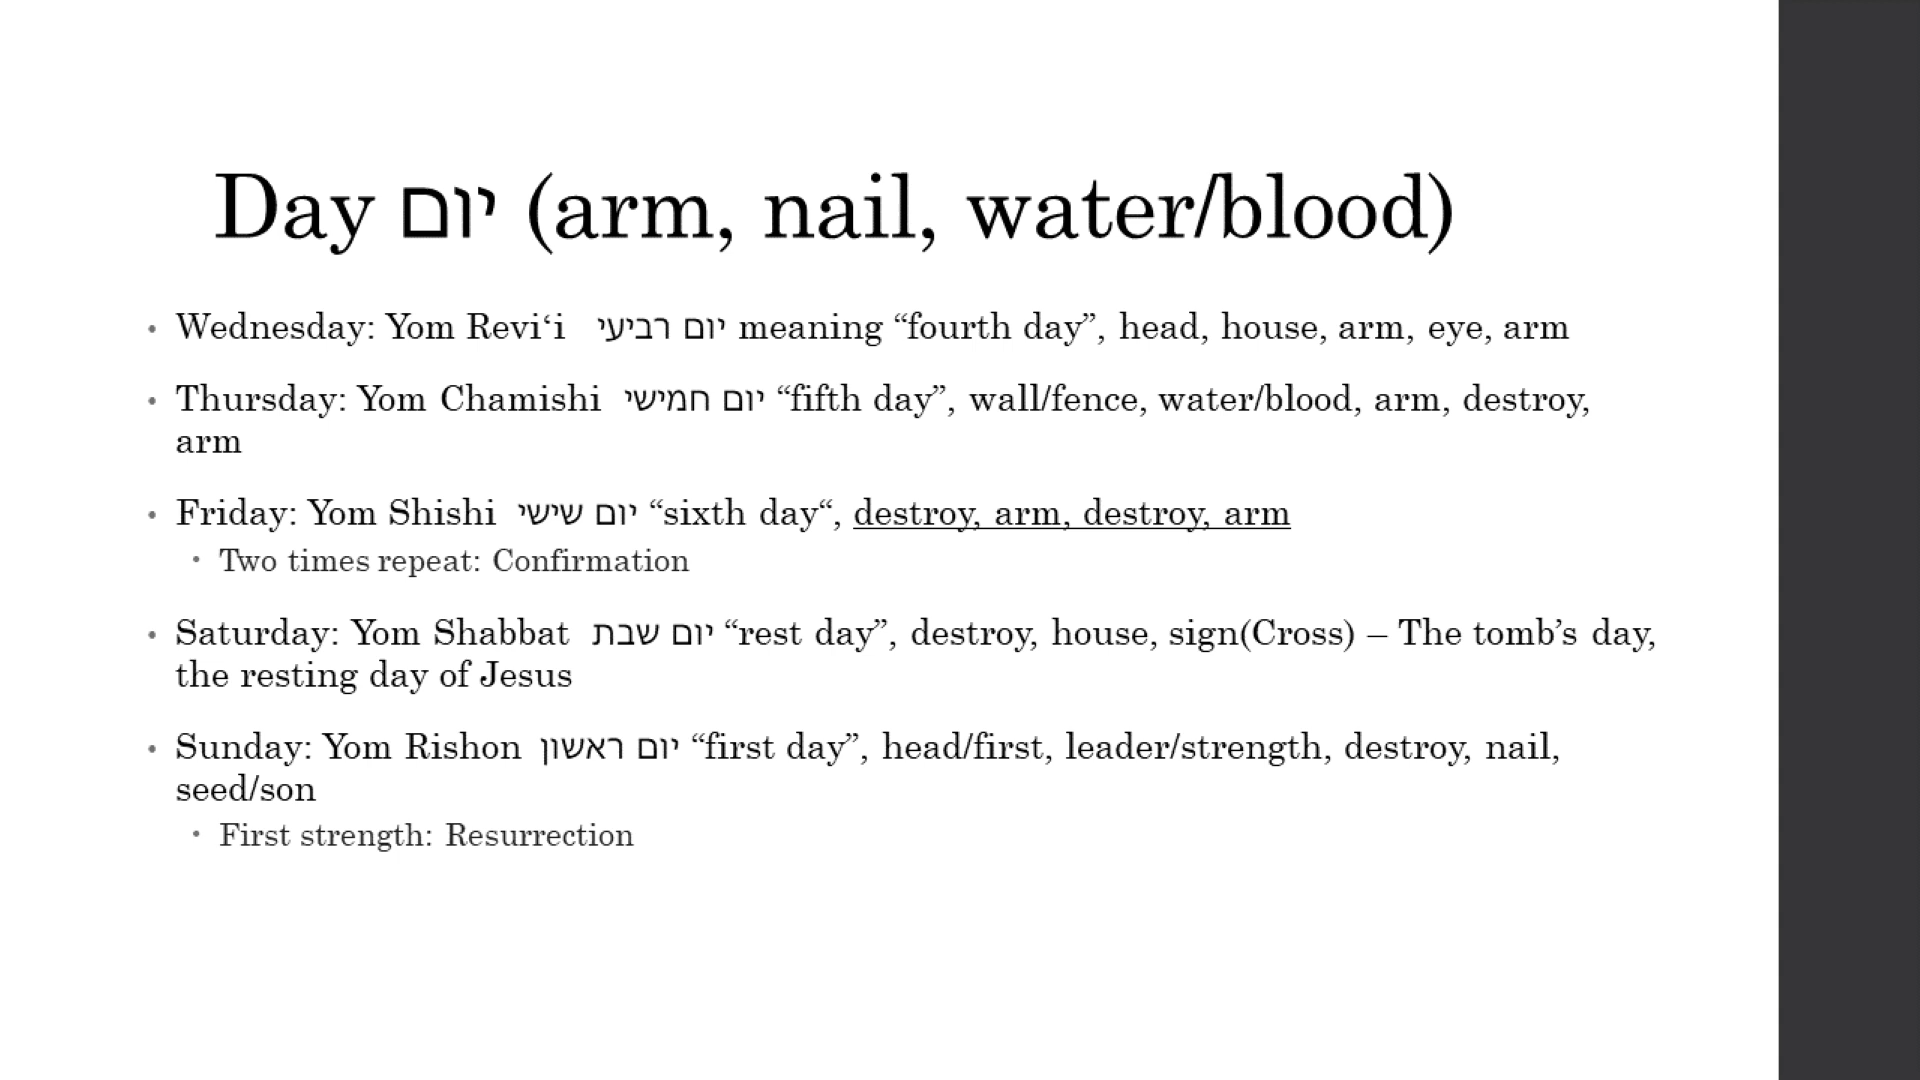 Day יום (arm, nail, water/blood)
• Wednesday: Yom Revi‘i יום רביעי meaning “fourth day”, head, house, arm, eye, arm
• Thursday: Yom Chamishi יום חמישי “fifth day”, wall/fence, water/blood, arm, destroy,
arm
• Friday: Yom Shishi יום שישי “sixth day“, destroy, arm, destroy, arm
• Two times repeat: Confirmation
• Saturday: Yom Shabbat יום שבת “rest day”, destroy, house, sign(Cross) – The tomb’s day,
the resting day of Jesus
• Sunday: Yom Rishon יום ראשון “first day”, head/first, leader/strength, destroy, nail,
seed/son
• First strength: Resurrection